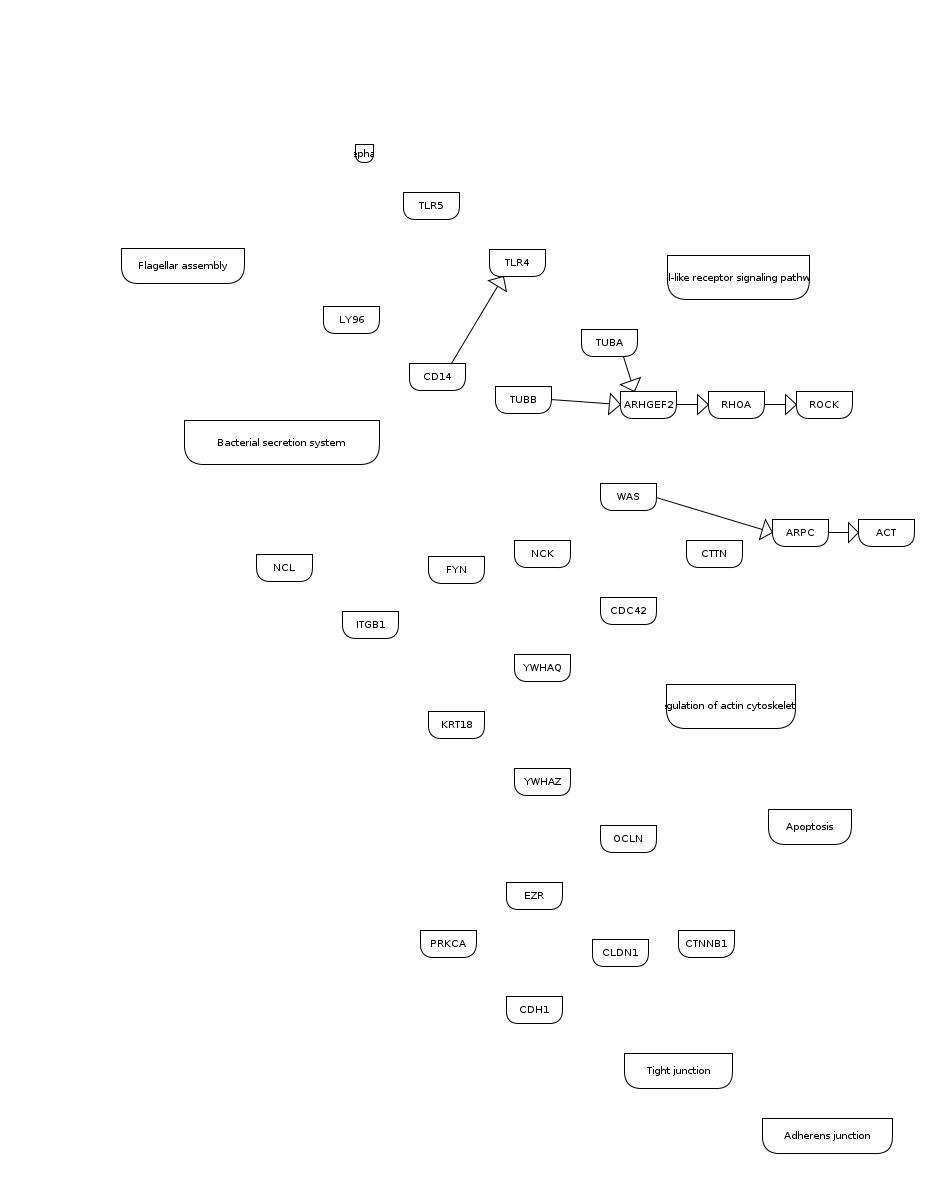 epha
TLR5
TLR4
Flagellar assembly
l-like receptor signaling pathw
LY96
TUBA
CD14
TUBB
ARHGEF2
RHOA
ROCK
Bacterial secretion system
WAS
ARPC
ACT
NCK
CTTN
NCL
FYN
CDC42
ITGB1
YWHAQ
gulation of actin cytoskelet
KRT18
YWHAZ
Apoptosis
OCLN
EZR
PRKCA
CLDN1
CTNNB1
CDH1
Tight junction
Adherens junction